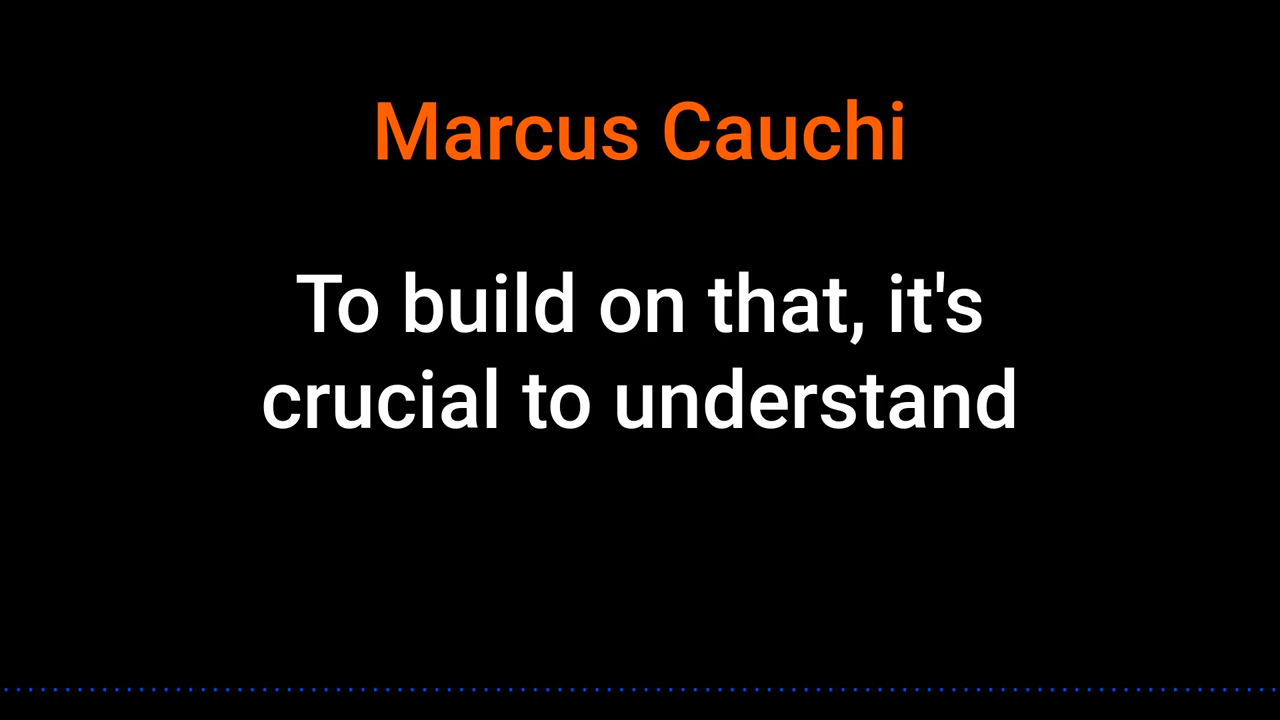 Marcus Cauchi
To build on that, it's
crucial to understand